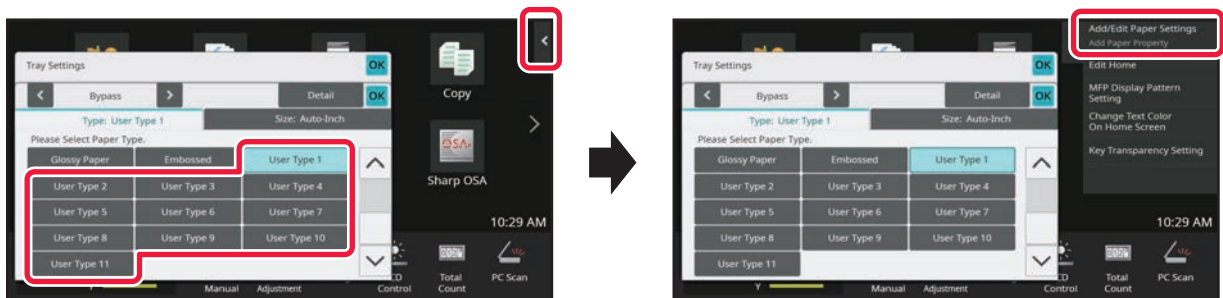 Tray Settings
OK
Bypass
Detail
OK
Type: User Type 1
Size: Auto-Inch
Please Select Paper Type.
Glossy Paper
Embossed
User Type 1
User Type 2
User Type 3
User Type 4
User Type 5
User Type 6
User Type 7
User Type 8
User Type 9
User Type 10
User Type 11
Copy
OSA
Sharp OSA
10:29 AM
Y
Manual
Adjustment
Control
Total
Count
PC Scan
Tray Settings
OK
Bypass
Detail
OK
Type: User Type 1
Size: Auto-Inch
Please Select Paper Type.
Glossy Paper
Embossed
User Type 1
User Type 2
User Type 3
User Type 4
User Type 5
User Type 6
User Type 7
User Type 8
User Type 9
User Type 10
User Type 11
Add/Edit Paper Settings
Add Paper Property
Edit Home
MFP Display Pattern
Setting
Change Text Color
On Home Screen
Key Transparency Setting
10:29 AM
Y
Manual
Adjustment
Control
Total
Count
PC Scan